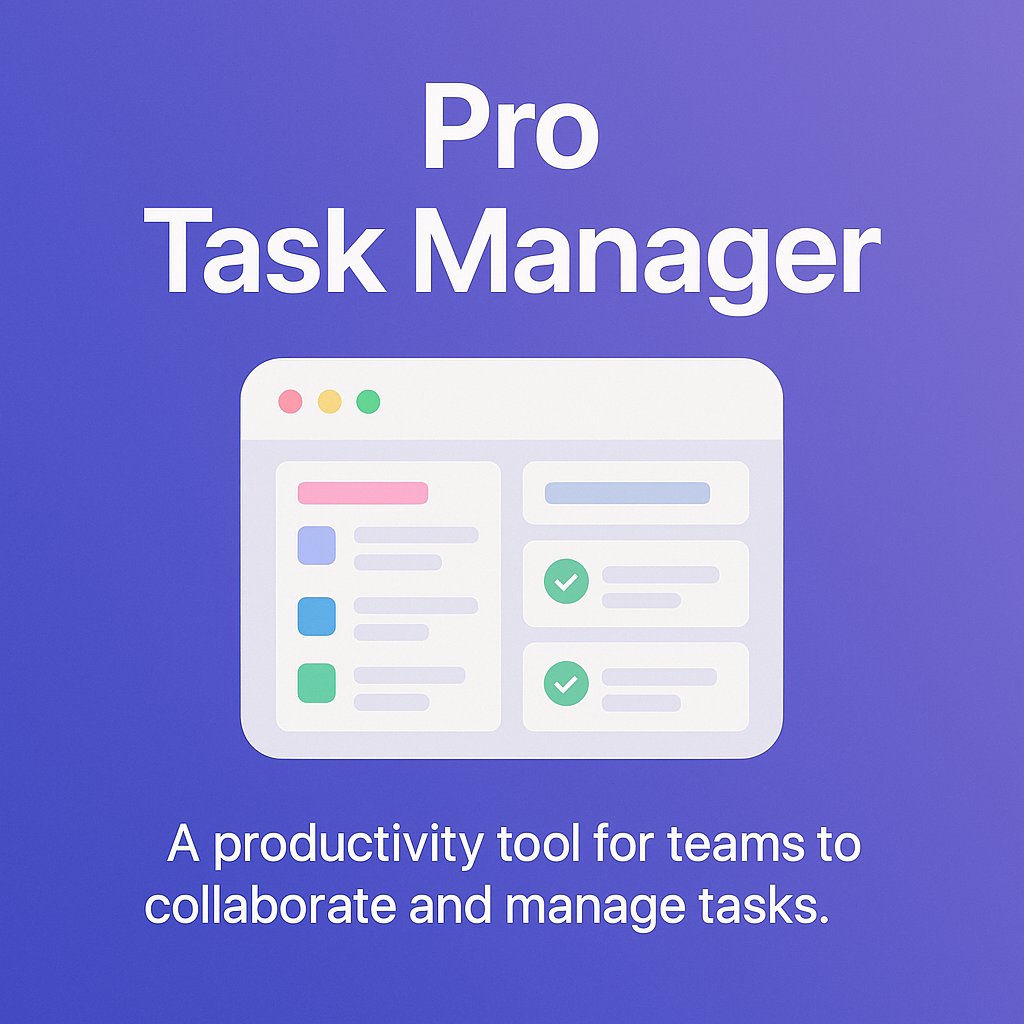 Pro
Task Manager
A productivity tool for teams to
collaborate and manage tasks.